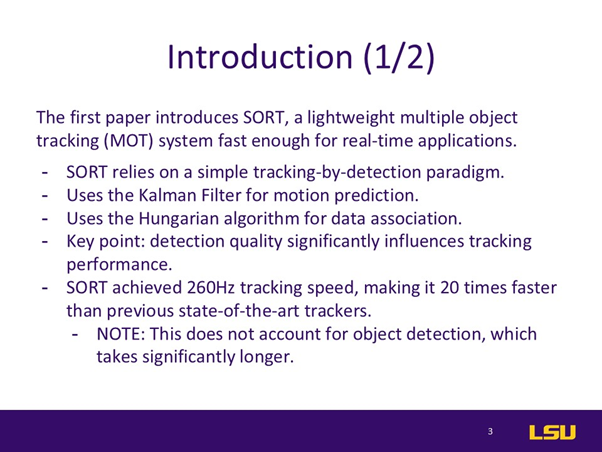 Introduction (1/2)
The first paper introduces SORT, a lightweight multiple object
tracking (MOT) system fast enough for real-time applications.
- SORT relies on a simple tracking-by-detection paradigm.
- Uses the Kalman Filter for motion prediction.
- Uses the Hungarian algorithm for data association.
- Key point: detection quality significantly influences tracking
performance.
- SORT achieved 260Hz tracking speed, making it 20 times faster
than previous state-of-the-art trackers.
- NOTE: This does not account for object detection, which
takes significantly longer.
3
LSU